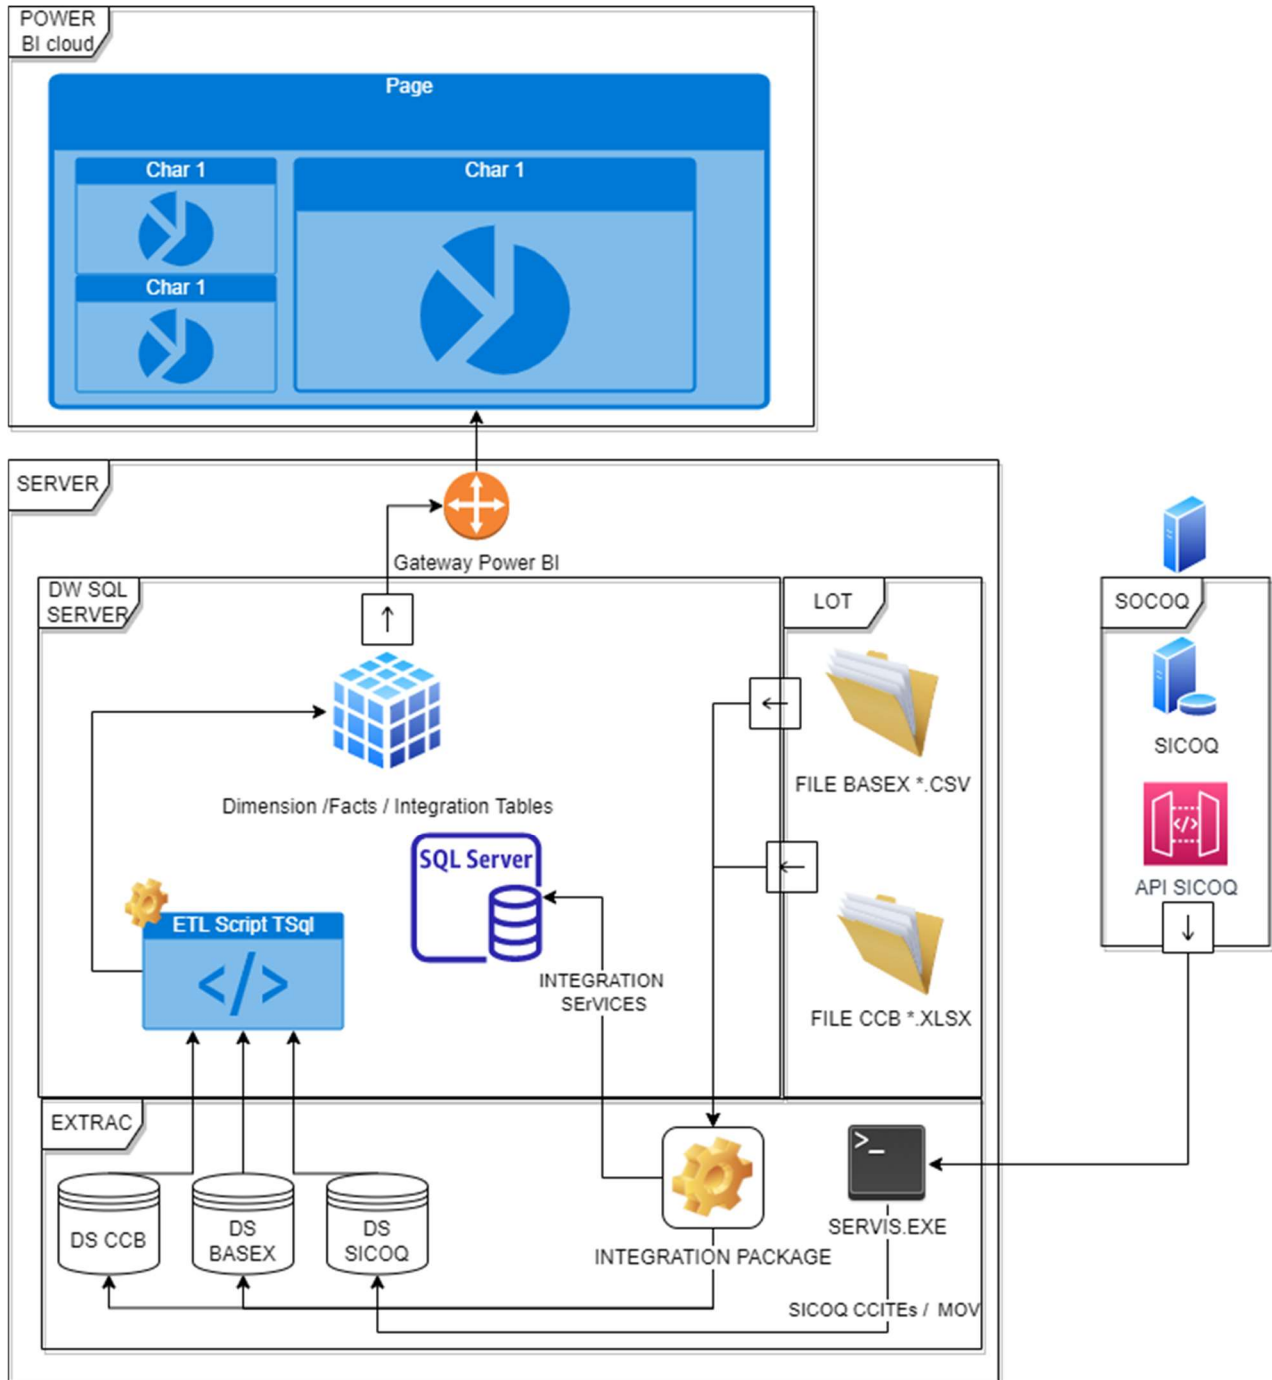 POWER
BI cloud
Page
Char 1
Char 1
Char 1
SERVER
Gateway Power BI
DW SQL
SERVER
LOT
SOCOQ
FILE BASEX *.CSV
SICOQ
Dimension /Facts / Integration Tables
SQL Server
API SICOQ
ETL Script TSql
</>
INTEGRATION
SErVICES
FILE CCB *.XLSX
EXTRAC
>_
DS CCB
DS
BASEX
DS
SICOQ
SERVIS.EXE
INTEGRATION PACKAGE
SICOQ CCITEs / MOV